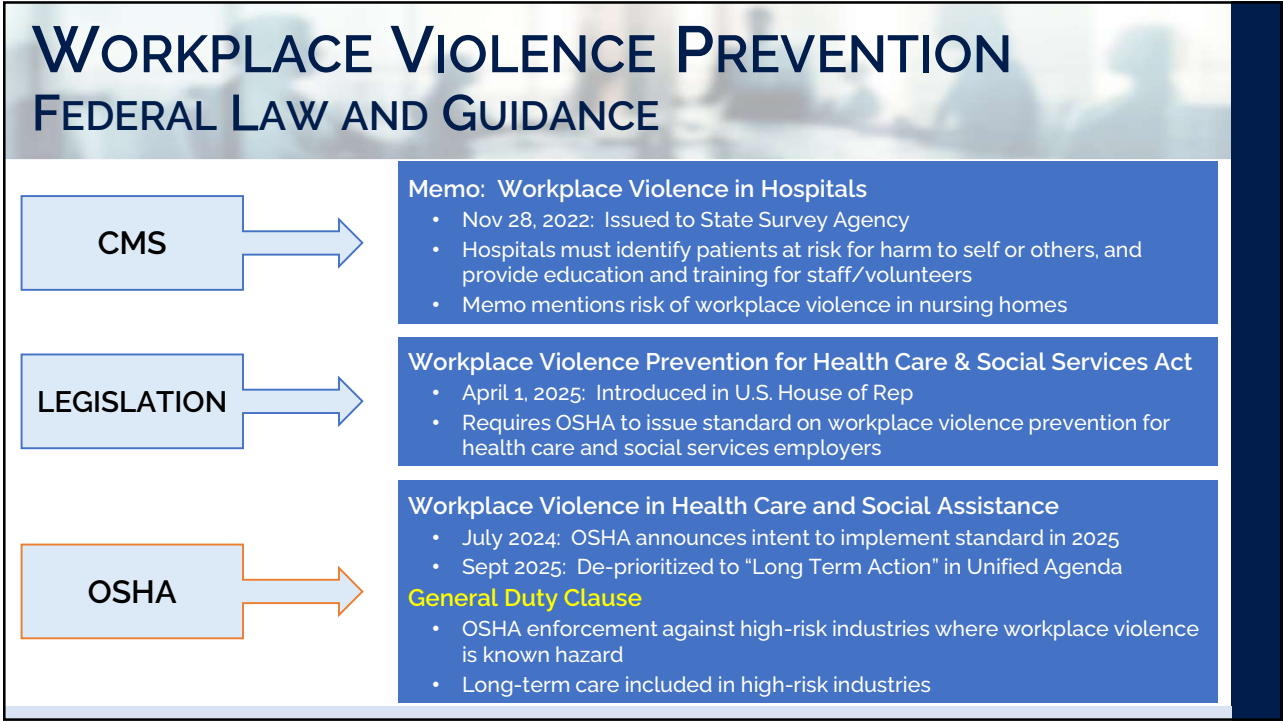 WORKPLACE VIOLENCE PREVENTION
FEDERAL LAW AND GUIDANCE
CMS
Memo: Workplace Violence in Hospitals
• Nov 28, 2022: Issued to State Survey Agency
• Hospitals must identify patients at risk for harm to self or others, and
provide education and training for staff/volunteers
• Memo mentions risk of workplace violence in nursing homes
LEGISLATION
Workplace Violence Prevention for Health Care & Social Services Act
• April 1, 2025: Introduced in U.S. House of Rep
• Requires OSHA to issue standard on workplace violence prevention for
health care and social services employers
OSHA
Workplace Violence in Health Care and Social Assistance
• July 2024: OSHA announces intent to implement standard in 2025
• Sept 2025: De-prioritized to “Long Term Action” in Unified Agenda
General Duty Clause
• OSHA enforcement against high-risk industries where workplace violence
is known hazard
• Long-term care included in high-risk industries